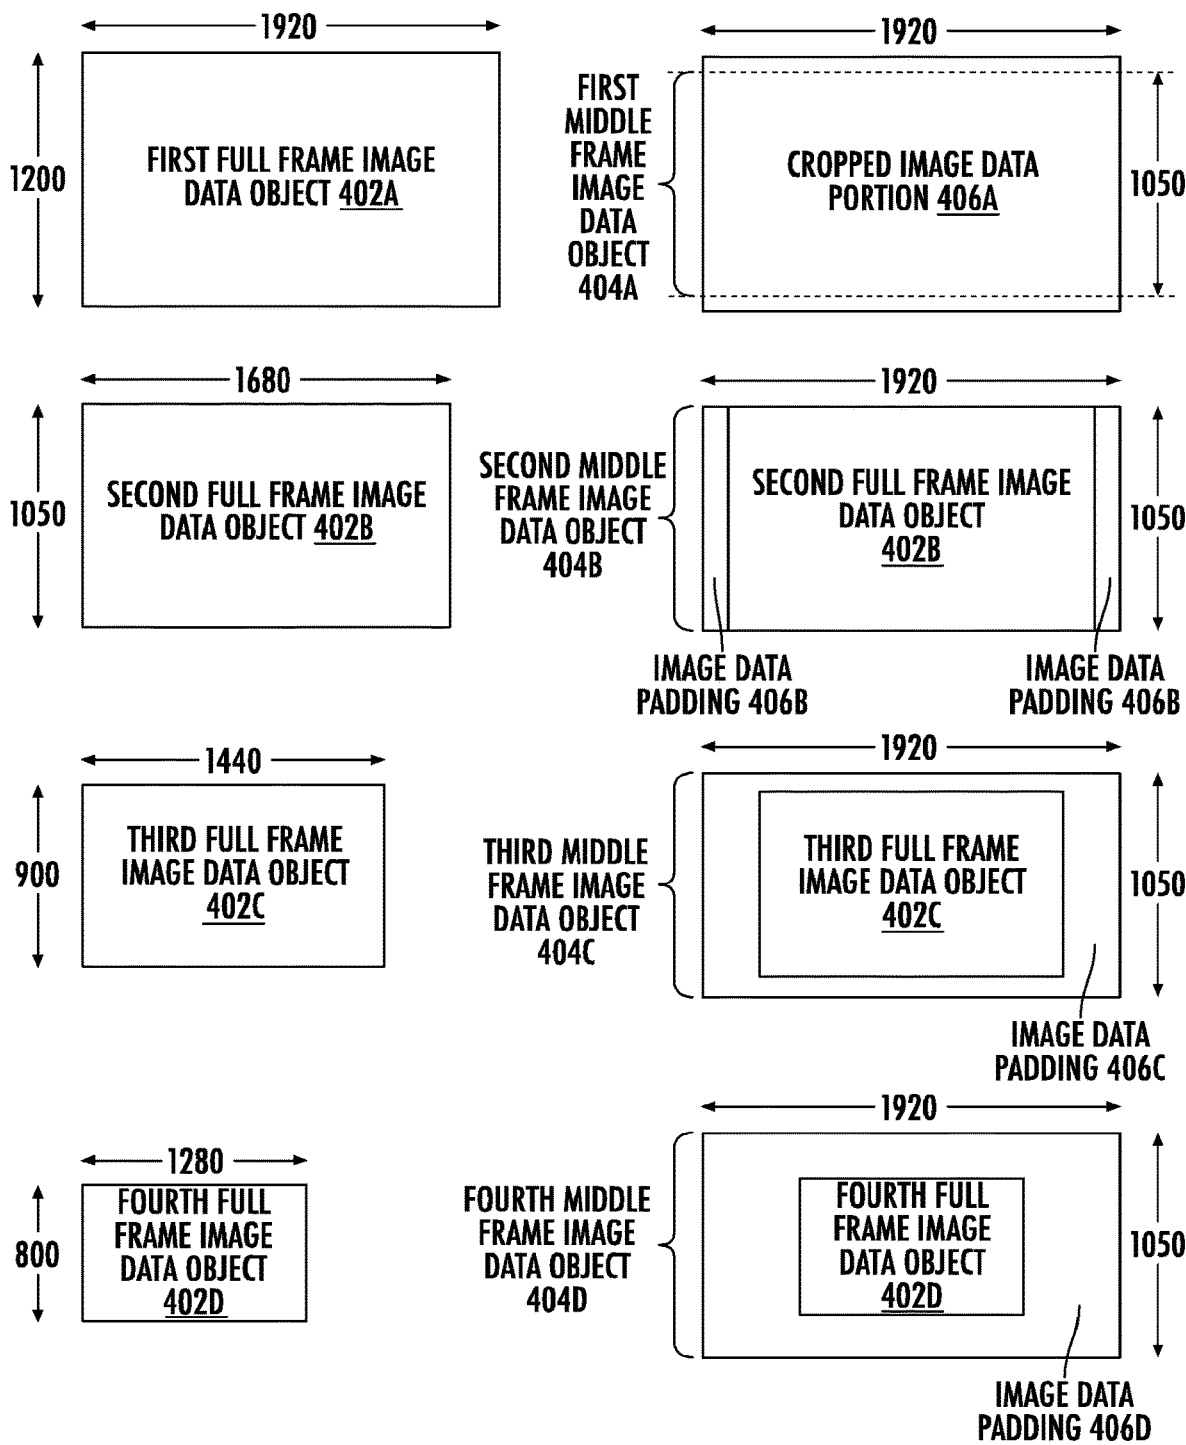 1920
1200
FIRST FULL FRAME IMAGE
DATA OBJECT 402A
FIRST
MIDDLE
FRAME
IMAGE
DATA
OBJECT
404A
1920
CROPPED IMAGE DATA
PORTION 406A
1050
1680
1050
SECOND FULL FRAME IMAGE
DATA OBJECT 402B
SECOND MIDDLE
FRAME IMAGE
DATA OBJECT
404B
1920
SECOND FULL FRAME IMAGE
DATA OBJECT
402B
1050
IMAGE DATA
PADDING 406B
IMAGE DATA
PADDING 406B
1440
900
THIRD FULL FRAME
IMAGE DATA OBJECT
402C
THIRD MIDDLE
FRAME IMAGE
DATA OBJECT
404C
1920
THIRD FULL FRAME
IMAGE DATA OBJECT
402C
1050
IMAGE DATA
PADDING 406C
1280
800
FOURTH FULL
FRAME IMAGE
DATA OBJECT
402D
FOURTH MIDDLE
FRAME IMAGE
DATA OBJECT
404D
1920
FOURTH FULL
FRAME IMAGE
DATA OBJECT
402D
1050
IMAGE DATA
PADDING 406D